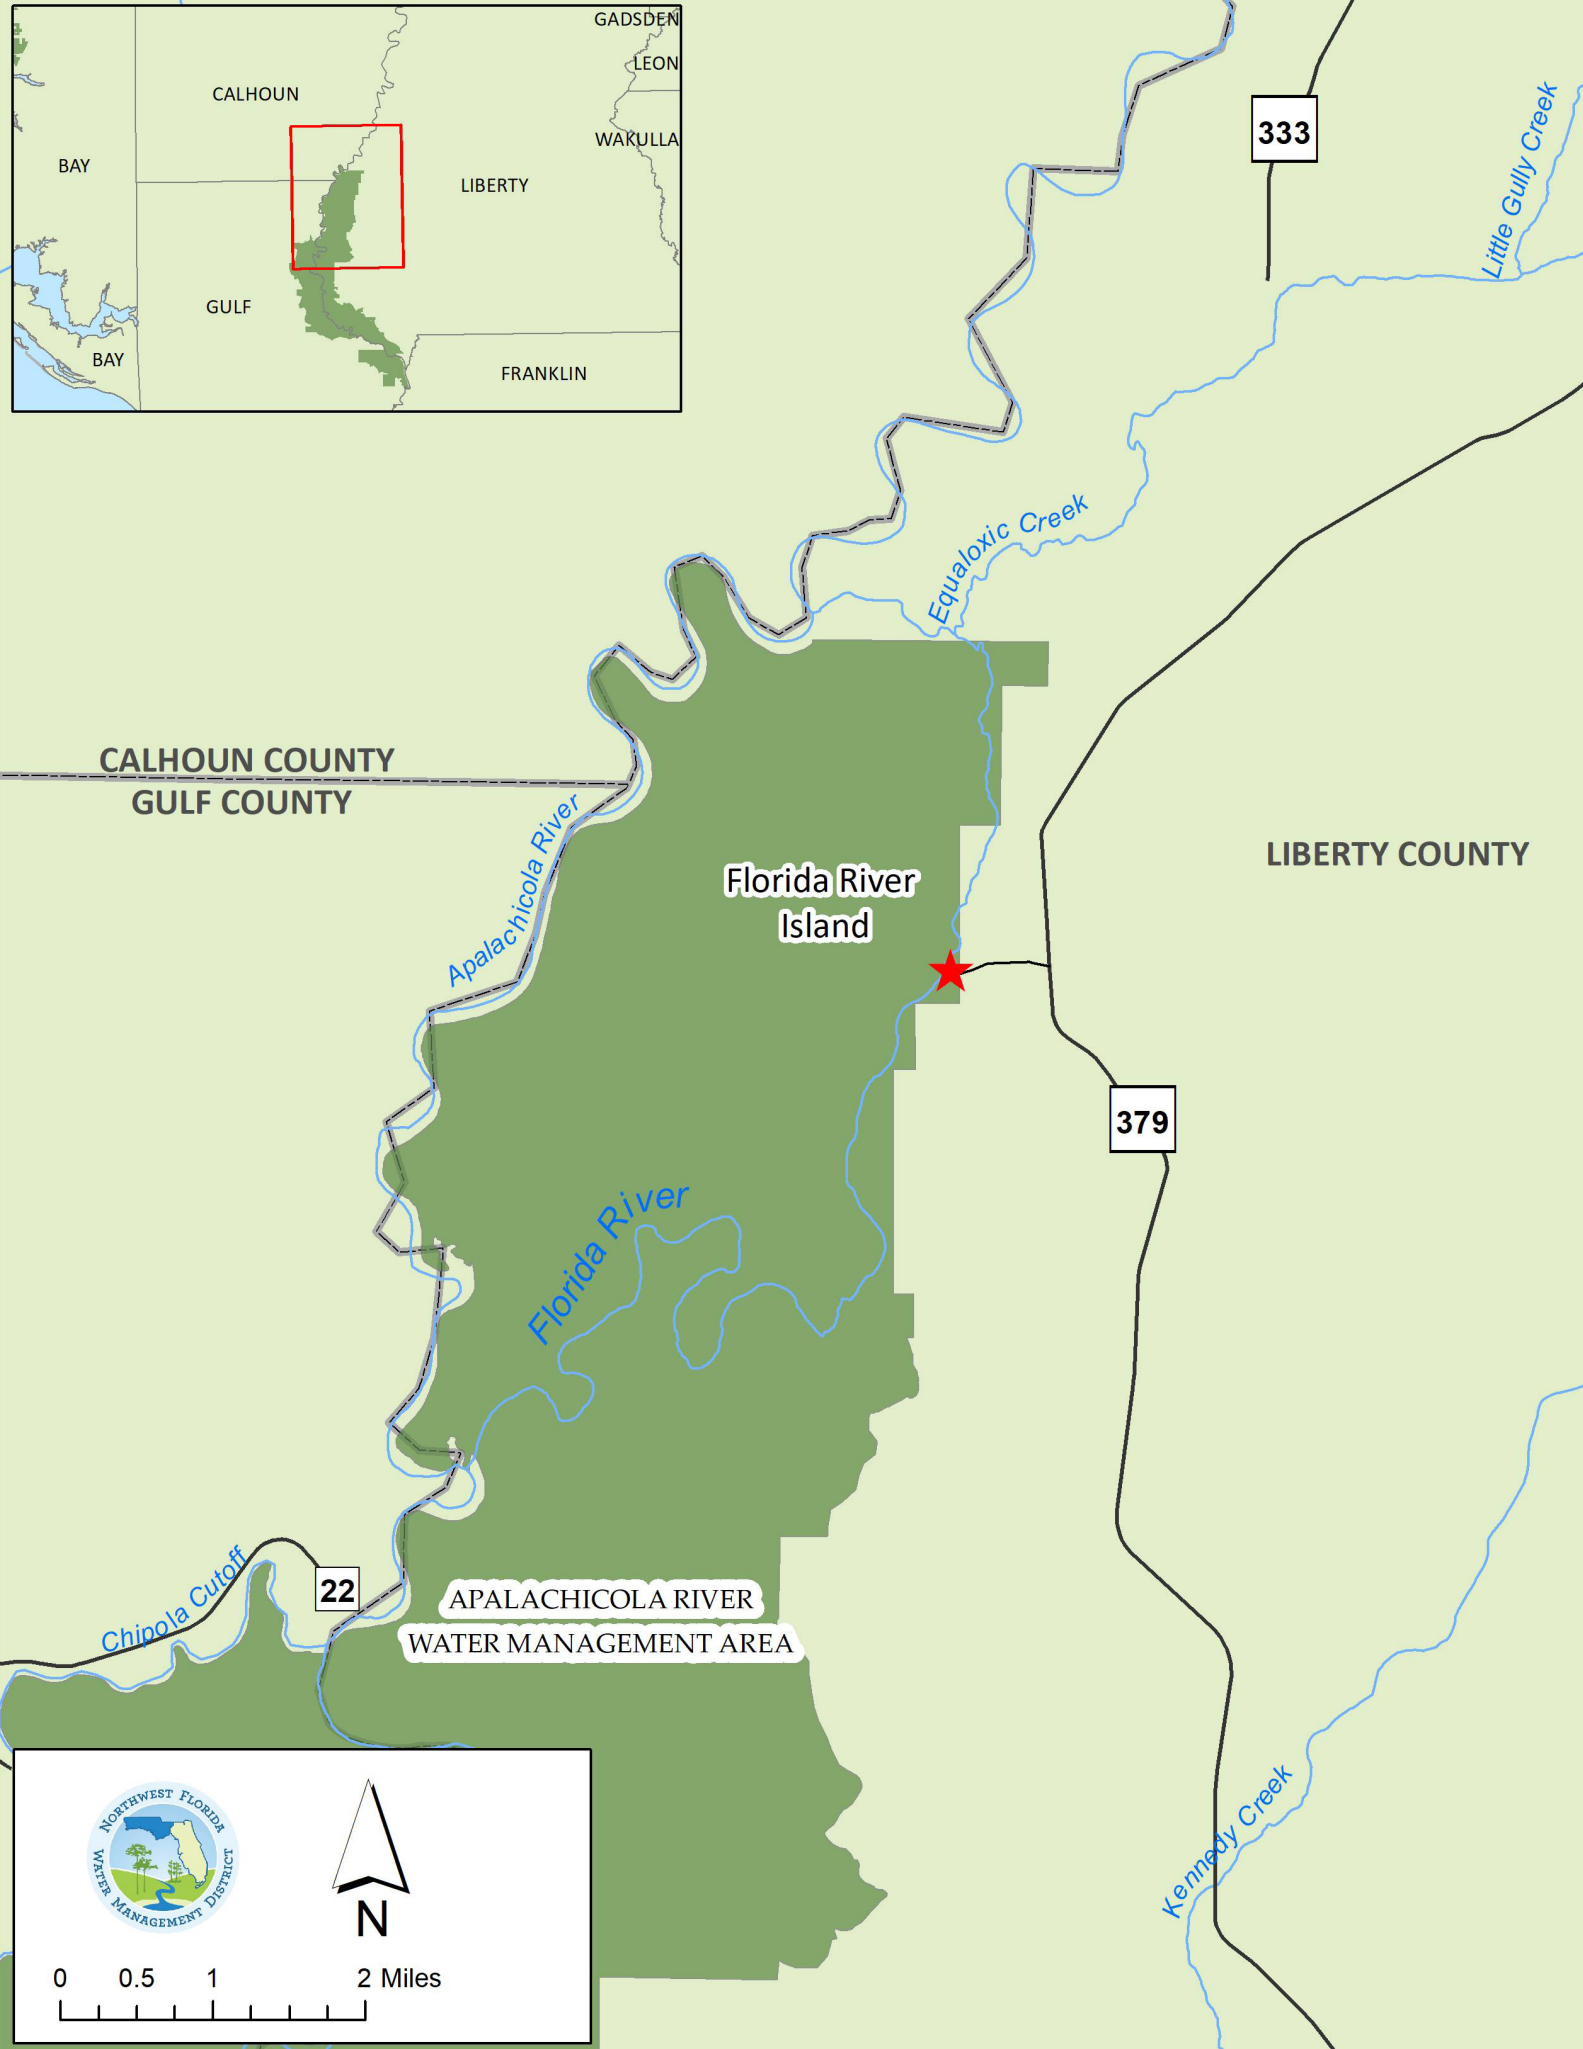 GADSDEN
LEON
CALHOUN
WAKULLA
BAY
LIBERTY
GULF
BAY
FRANKLIN
333
Little Gully Creek
Equaloxic Creek
CALHOUN COUNTY
GULF COUNTY
Apalachicola River
LIBERTY COUNTY
Florida River
Island
379
Florida River
Chipola Cutoff
22
APALACHICOLA RIVER
WATER MANAGEMENT AREA
Kennedy Creek
NORTHWEST FLORIDA
WATER MANAGEMENT DISTRICT
N
0 0.5 1 2 Miles